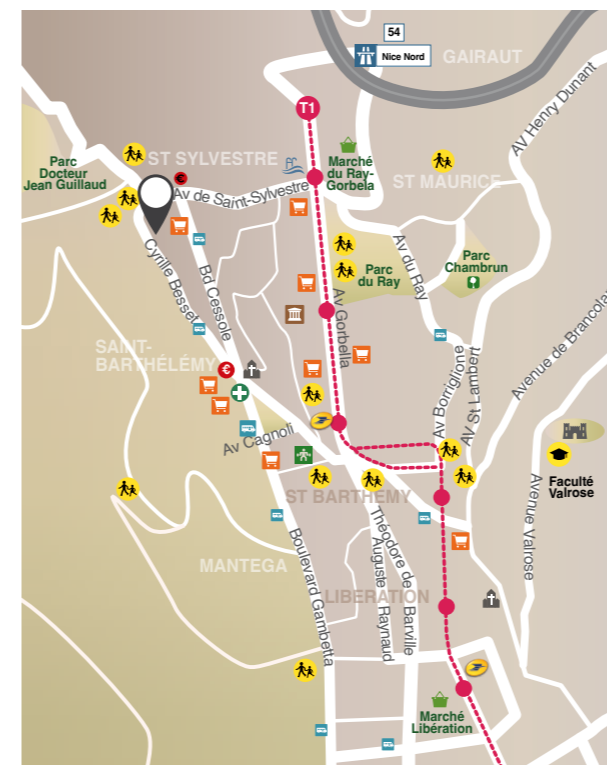 54
Nice Nord
GAIRAUT
T1
AV Henry Dunant
Parc
Docteur
Jean Guillaud
ST SYLVESTRE
Marché
du Ray-
Gorbela
ST MAURICE
€
Av de Saint-Sylvestre
Cyrille Besset
Bd Cessole
Av du Ray
Parc
du Ray
Parc
Chambrun
Av Gorbella
SAINT-
BARTHÉLÉMY
€
Av Borriglione
AV St Lambert
Avenue de Brancola
Av Cagnoli
Faculté
Valrose
Avenue Valrose
ST BARTHEMY
MANTEGA
Boulevard Gambetta
Théodore de Barville
Auguste Raynaud
LIBERATION
Marché
Libération